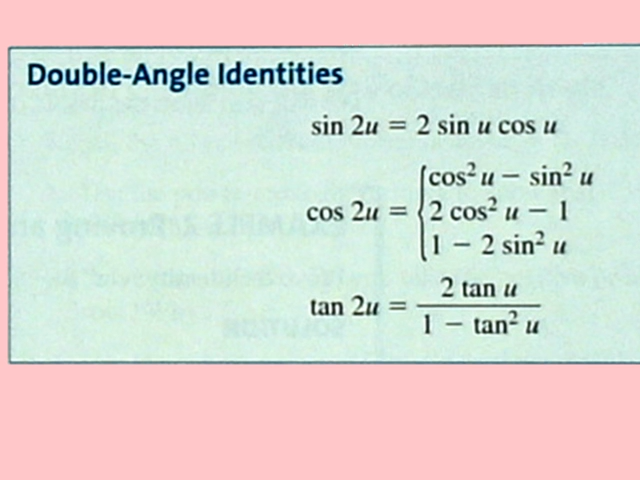 Double-Angle Identities
sin 2u = 2 sin u cos u
cos 2u = { cos² u − sin² u
2 cos² u − 1
1 − 2 sin² u
tan 2u = 2 tan u / 1 − tan² u